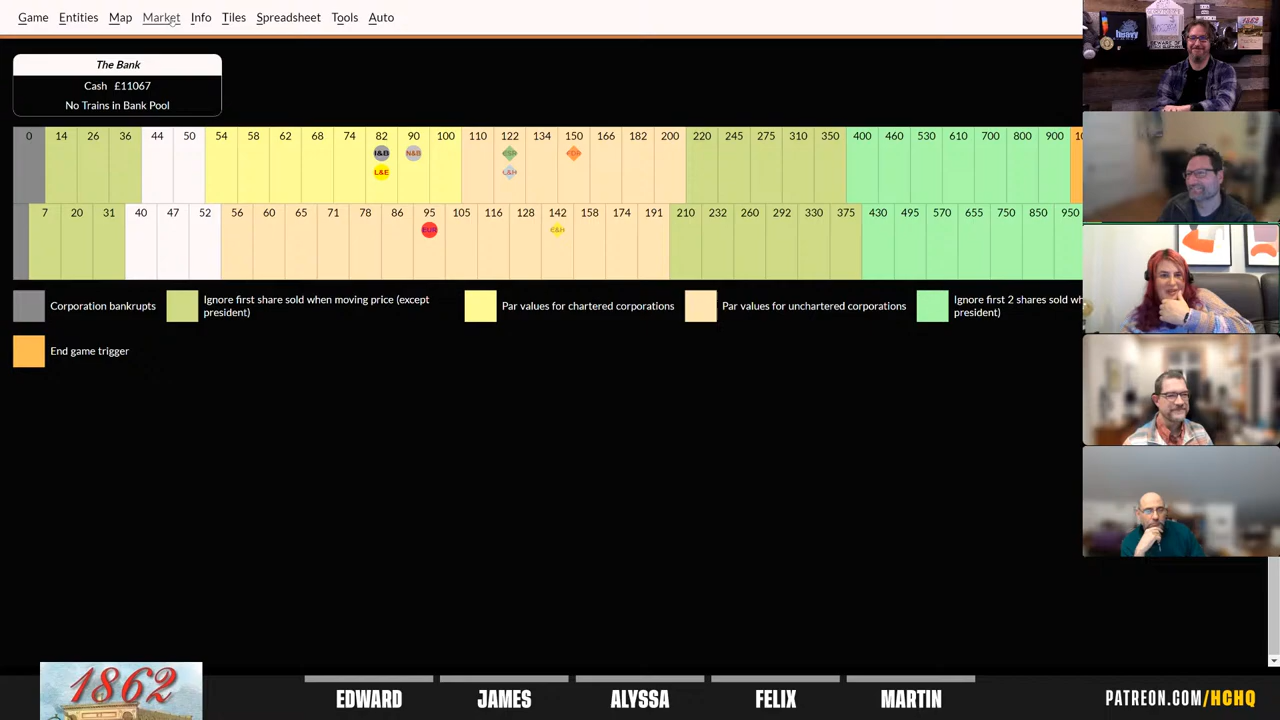 Game Entities Map Market Info Tiles Spreadsheet Tools Auto
The Bank
Cash £11067
No Trains in Bank Pool
0 14 26 36 44 50 54 58 62 68 74 82 90 100 110 122 134 150 166 182 200 220 245 275 310 350 400 460 530 610 700 800 900 10
I&B N&B
L&E
7 20 31 40 47 52 56 60 65 71 78 86 95 105 116 128 142 158 174 191 210 232 260 290 330 375 430 495 570 655 750 850 950
EUR E&H
Corporation bankrupts
Ignore first share sold when moving price (except
president)
Par values for chartered corporations
Par values for unchartered corporations
Ignore first 2 shares sold wh
president)
End game trigger
1862
EDWARD JAMES ALYSSA FELIX MARTIN
PATREON.COM/HCHQ